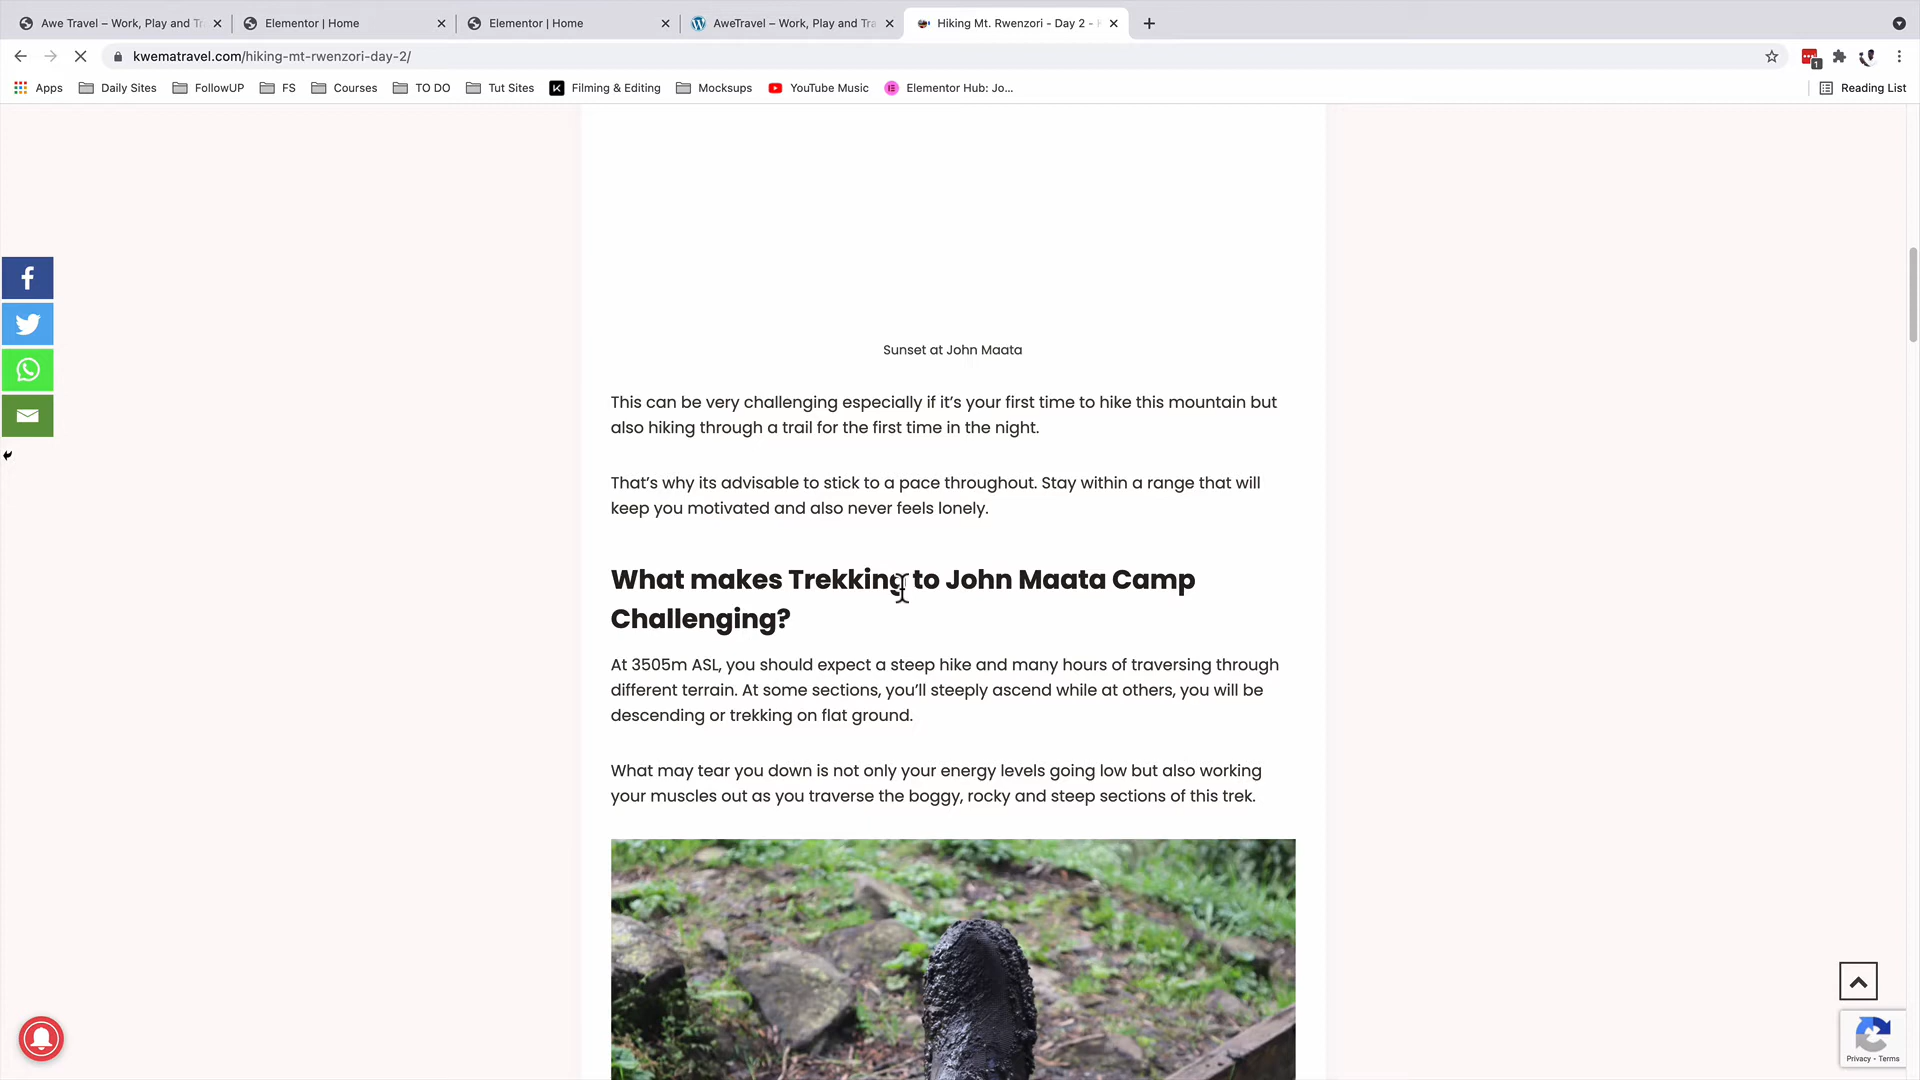 Awe Travel – Work, Play and Tr
Elementor | Home
Elementor | Home
AweTravel – Work, Play and Tra
Hiking Mt. Rwenzori - Day 2 -
kwematravel.com/hiking-mt-rwenzori-day-2/
1
Apps
Daily Sites
FollowUP
FS
Courses
TO DO
Tut Sites
Filming & Editing
Mocksups
YouTube Music
Elementor Hub: Jo...
Reading List
Sunset at John Maata
This can be very challenging especially if it's your first time to hike this mountain but
also hiking through a trail for the first time in the night.
That's why its advisable to stick to a pace throughout. Stay within a range that will
keep you motivated and also never feels lonely.
What makes Trekking to John Maata Camp
Challenging?
At 3505m ASL, you should expect a steep hike and many hours of traversing through
different terrain. At some sections, you'll steeply ascend while at others, you will be
descending or trekking on flat ground.
What may tear you down is not only your energy levels going low but also working
your muscles out as you traverse the boggy, rocky and steep sections of this trek.
Privacy - Terms